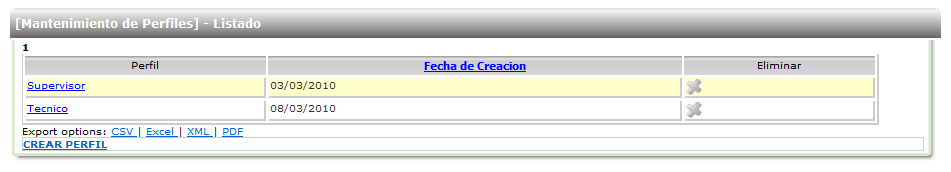 [Mantenimiento de Perfiles] - Listado
1
Perfil Fecha de Creacion Eliminar
Supervisor 03/03/2010
Tecnico 08/03/2010
Export options: CSV | Excel | XML | PDF
CREAR PERFIL